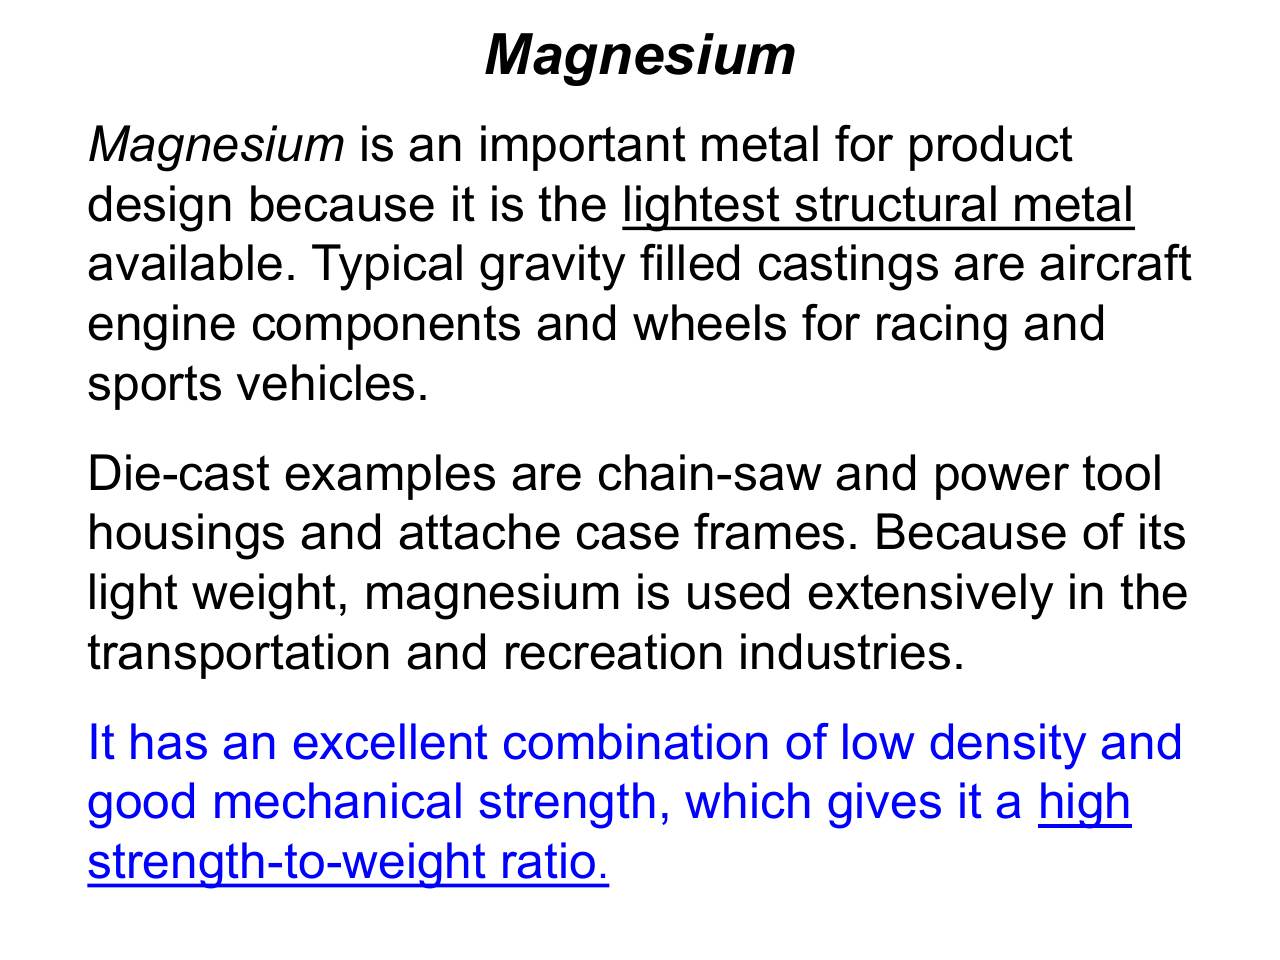 Magnesium
Magnesium is an important metal for product
design because it is the lightest structural metal
available. Typical gravity filled castings are aircraft
engine components and wheels for racing and
sports vehicles.
Die-cast examples are chain-saw and power tool
housings and attache case frames. Because of its
light weight, magnesium is used extensively in the
transportation and recreation industries.
It has an excellent combination of low density and
good mechanical strength, which gives it a high
strength-to-weight ratio.